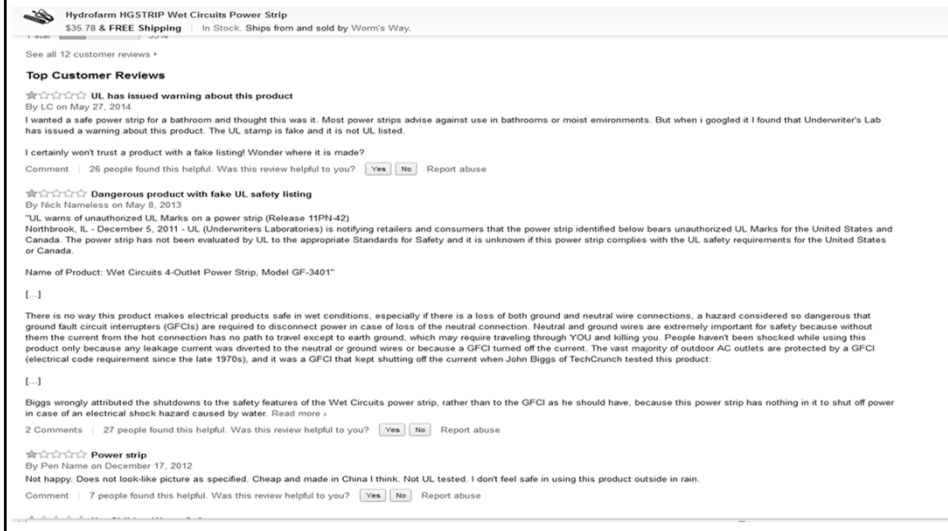 Hydrofarm HGSTRIP Wet Circuits Power Strip
$35.78 & FREE Shipping | In Stock. Ships from and sold by Worm's Way.
See all 12 customer reviews
Top Customer Reviews
UL has issued warning about this product
By LC on May 27, 2014
I wanted a safe power strip for a bathroom and thought this was it. Most power strips advise against use in bathrooms or moist environments. But when i googled it I found that Underwriter's Lab
has issued a warning about this product. The UL stamp is fake and it is not UL listed.
I certainly won't trust a product with a fake listing! Wonder where it is made?
Comment | 26 people found this helpful. Was this review helpful to you? Yes No Report abuse
Dangerous product with fake UL safety listing
By Nick Nameless on May 8, 2013
"UL warns of unauthorized UL Marks on a power strip (Release 11PN-42)
Northbrook, IL - December 5, 2011 - UL (Underwriters Laboratories) is notifying retailers and consumers that the power strip identified below bears unauthorized UL Marks for the United States and
Canada. The power strip has not been evaluated by UL to the appropriate Standards for Safety and it is unknown if this power strip complies with the UL safety requirements for the United States
or Canada.
Name of Product: Wet Circuits 4-Outlet Power Strip, Model GF-3401"
[...]
There is no way this product makes electrical products safe in wet conditions, especially if there is a loss of both ground and neutral wire connections, a hazard considered so dangerous that
ground fault circuit interrupters (GFCIs) are required to disconnect power in case of loss of the neutral connection. Neutral and ground wires are extremely important for safety because without
them the current from the hot connection has no path to travel except to earth ground, which may require traveling through YOU and killing you. People haven't been shocked while using this
product only because any leakage current was diverted to the neutral or ground wires or because a GFCI turned off the current. The vast majority of outdoor AC outlets are protected by a GFCI
(electrical code requirement since the late 1970s), and it was a GFCI that kept shutting off the current when John Biggs of TechCrunch tested this product:
[...]
Biggs wrongly attributed the shutdowns to the safety features of the Wet Circuits power strip, rather than to the GFCI as he should have, because this power strip has nothing in it to shut off power
in case of an electrical shock hazard caused by water. Read more ›
2 Comments | 27 people found this helpful. Was this review helpful to you? Yes No Report abuse
Power strip
By Pen Name on December 17, 2012
Not happy. Does not look-like picture as specified. Cheap and made in China I think. Not UL tested. I don't feel safe in using this product outside in rain.
Comment | 7 people found this helpful. Was this review helpful to you? Yes No Report abuse